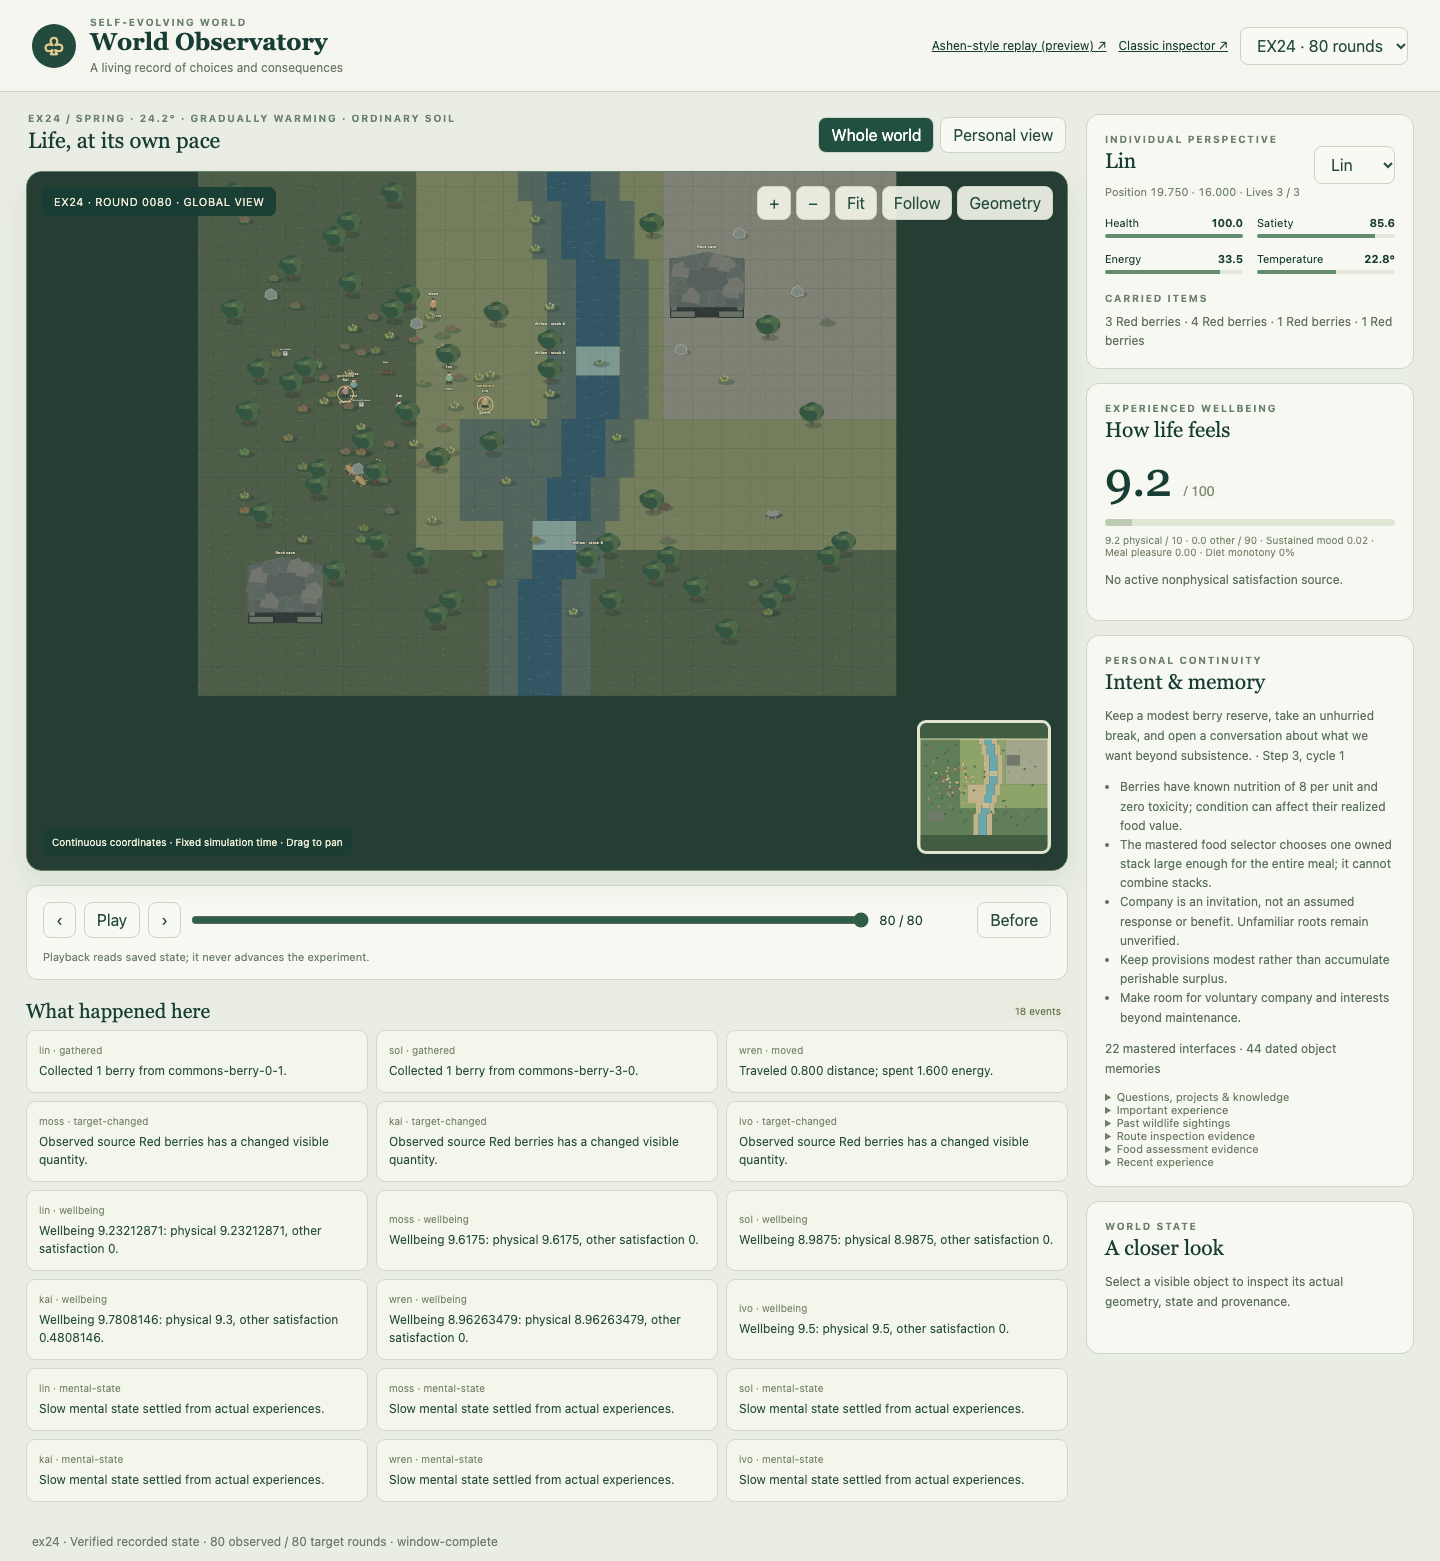 SELF-EVOLVING WORLD
World Observatory
A living record of choices and consequences
Ashen-style replay (preview) ↗
Classic inspector ↗
EX24 · 80 rounds
EX24 / SPRING · 24.2° · GRADUALLY WARMING · ORDINARY SOIL
Life, at its own pace
Whole world
Personal view
EX24 · ROUND 0080 · GLOBAL VIEW
+
−
Fit
Follow
Geometry
Rock cave
Willow · stock 8
Rock cave
Continuous coordinates · Fixed simulation time · Drag to pan
‹
Play
›
80 / 80
Before
Playback reads saved state; it never advances the experiment.
What happened here
18 events
lin · gathered
Collected 1 berry from commons-berry-0-1.
sol · gathered
Collected 1 berry from commons-berry-3-0.
wren · moved
Traveled 0.800 distance; spent 1.600 energy.
moss · target-changed
Observed source Red berries has a changed visible
quantity.
kai · target-changed
Observed source Red berries has a changed visible
quantity.
ivo · target-changed
Observed source Red berries has a changed visible
quantity.
lin · wellbeing
Wellbeing 9.23212871: physical 9.23212871, other
satisfaction 0.
moss · wellbeing
Wellbeing 9.6175: physical 9.6175, other satisfaction 0.
sol · wellbeing
Wellbeing 8.9875: physical 8.9875, other satisfaction 0.
kai · wellbeing
Wellbeing 9.7808146: physical 9.3, other satisfaction
0.4808146.
wren · wellbeing
Wellbeing 8.96263479: physical 8.96263479, other
satisfaction 0.
ivo · wellbeing
Wellbeing 9.5: physical 9.5, other satisfaction 0.
lin · mental-state
Slow mental state settled from actual experiences.
moss · mental-state
Slow mental state settled from actual experiences.
sol · mental-state
Slow mental state settled from actual experiences.
kai · mental-state
Slow mental state settled from actual experiences.
wren · mental-state
Slow mental state settled from actual experiences.
ivo · mental-state
Slow mental state settled from actual experiences.
ex24 · Verified recorded state · 80 observed / 80 target rounds · window-complete
INDIVIDUAL PERSPECTIVE
Lin
Lin
Position 19.750 · 16.000 · Lives 3 / 3
Health 100.0
Satiety 85.6
Energy 33.5
Temperature 22.8°
CARRIED ITEMS
3 Red berries · 4 Red berries · 1 Red berries · 1 Red
berries
EXPERIENCED WELLBEING
How life feels
9.2 / 100
9.2 physical / 10 · 0.0 other / 90 · Sustained mood 0.02 ·
Meal pleasure 0.00 · Diet monotony 0%
No active nonphysical satisfaction source.
PERSONAL CONTINUITY
Intent & memory
Keep a modest berry reserve, take an unhurried
break, and open a conversation about what we
want beyond subsistence. · Step 3, cycle 1
• Berries have known nutrition of 8 per unit and
zero toxicity; condition can affect their realized
food value.
• The mastered food selector chooses one owned
stack large enough for the entire meal; it cannot
combine stacks.
• Company is an invitation, not an assumed
response or benefit. Unfamiliar roots remain
unverified.
• Keep provisions modest rather than accumulate
perishable surplus.
• Make room for voluntary company and interests
beyond maintenance.
22 mastered interfaces · 44 dated object
memories
▶ Questions, projects & knowledge
▶ Important experience
▶ Past wildlife sightings
▶ Route inspection evidence
▶ Food assessment evidence
▶ Recent experience
WORLD STATE
A closer look
Select a visible object to inspect its actual
geometry, state and provenance.